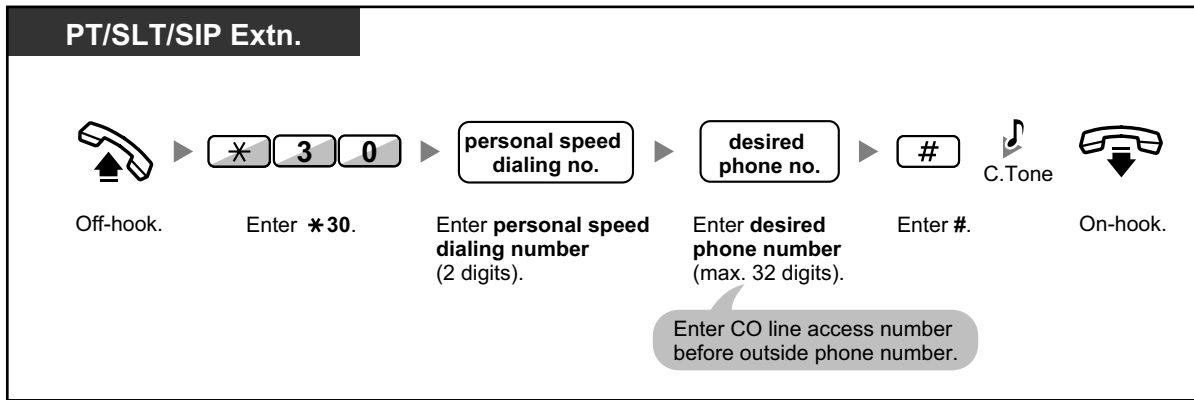 PT/SLT/SIP Extn.
Off-hook.
* 3 0
Enter *30.
personal speed
dialing no.
Enter personal speed
dialing number
(2 digits).
desired
phone no.
Enter desired
phone number
(max. 32 digits).
Enter CO line access number
before outside phone number.
#
Enter #.
C.Tone
On-hook.